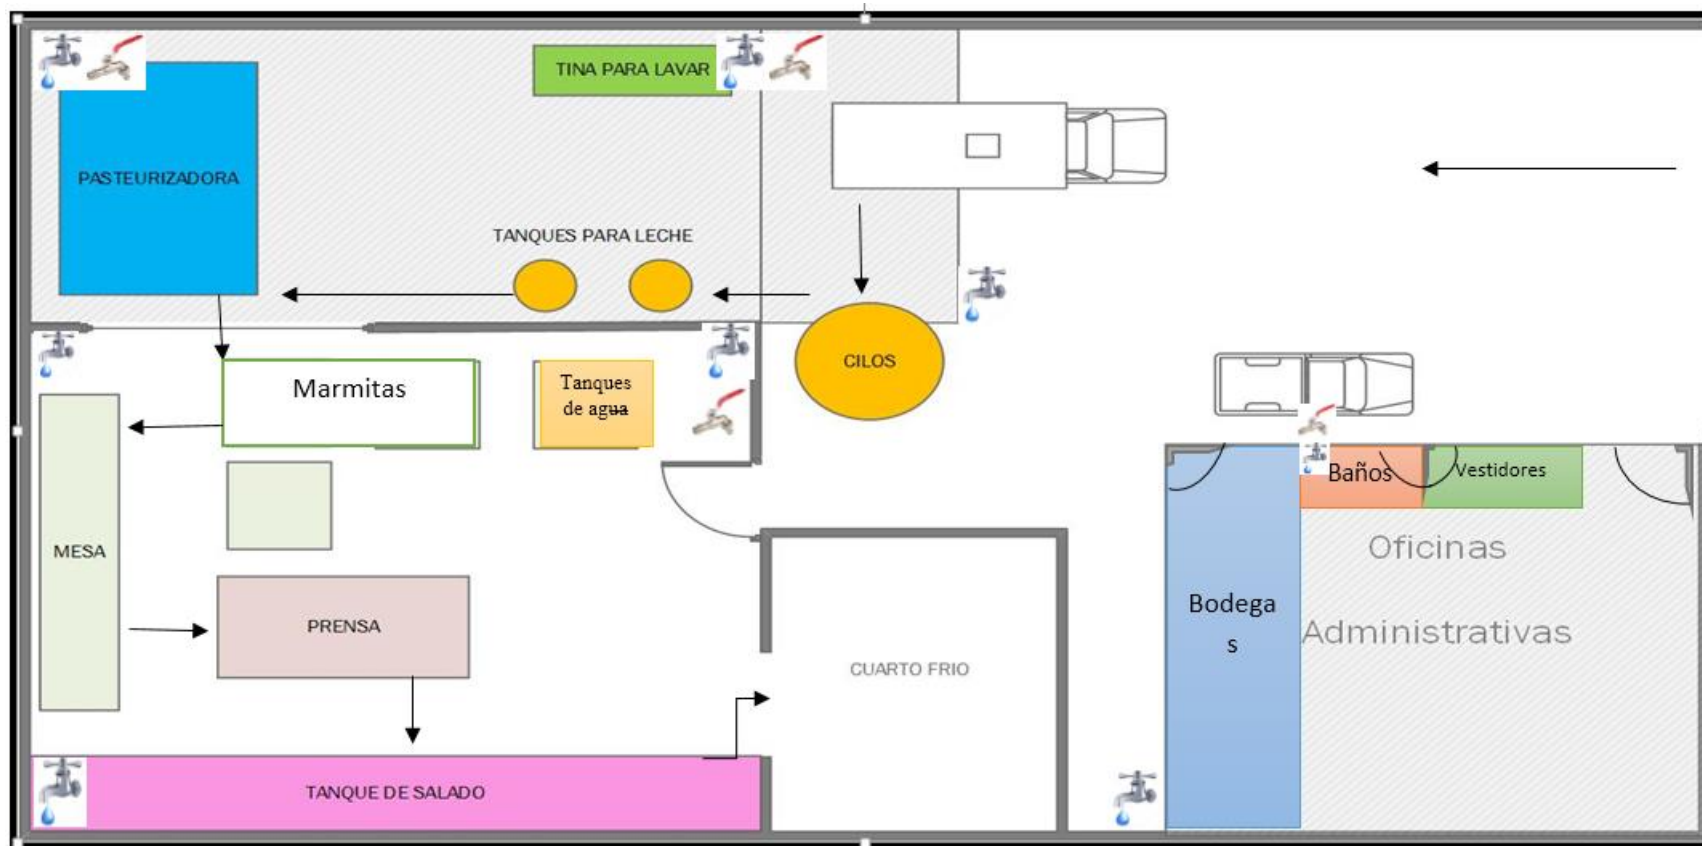 TINA PARA LAVAR
PASTEURIZADORA
TANQUES PARA LECHE
CILOS
Marmitas
Tanques
de agua
Baños
Vestidores
MESA
Oficinas
Administrativas
Bodega
s
PRENSA
CUARTO FRIO
TANQUE DE SALADO